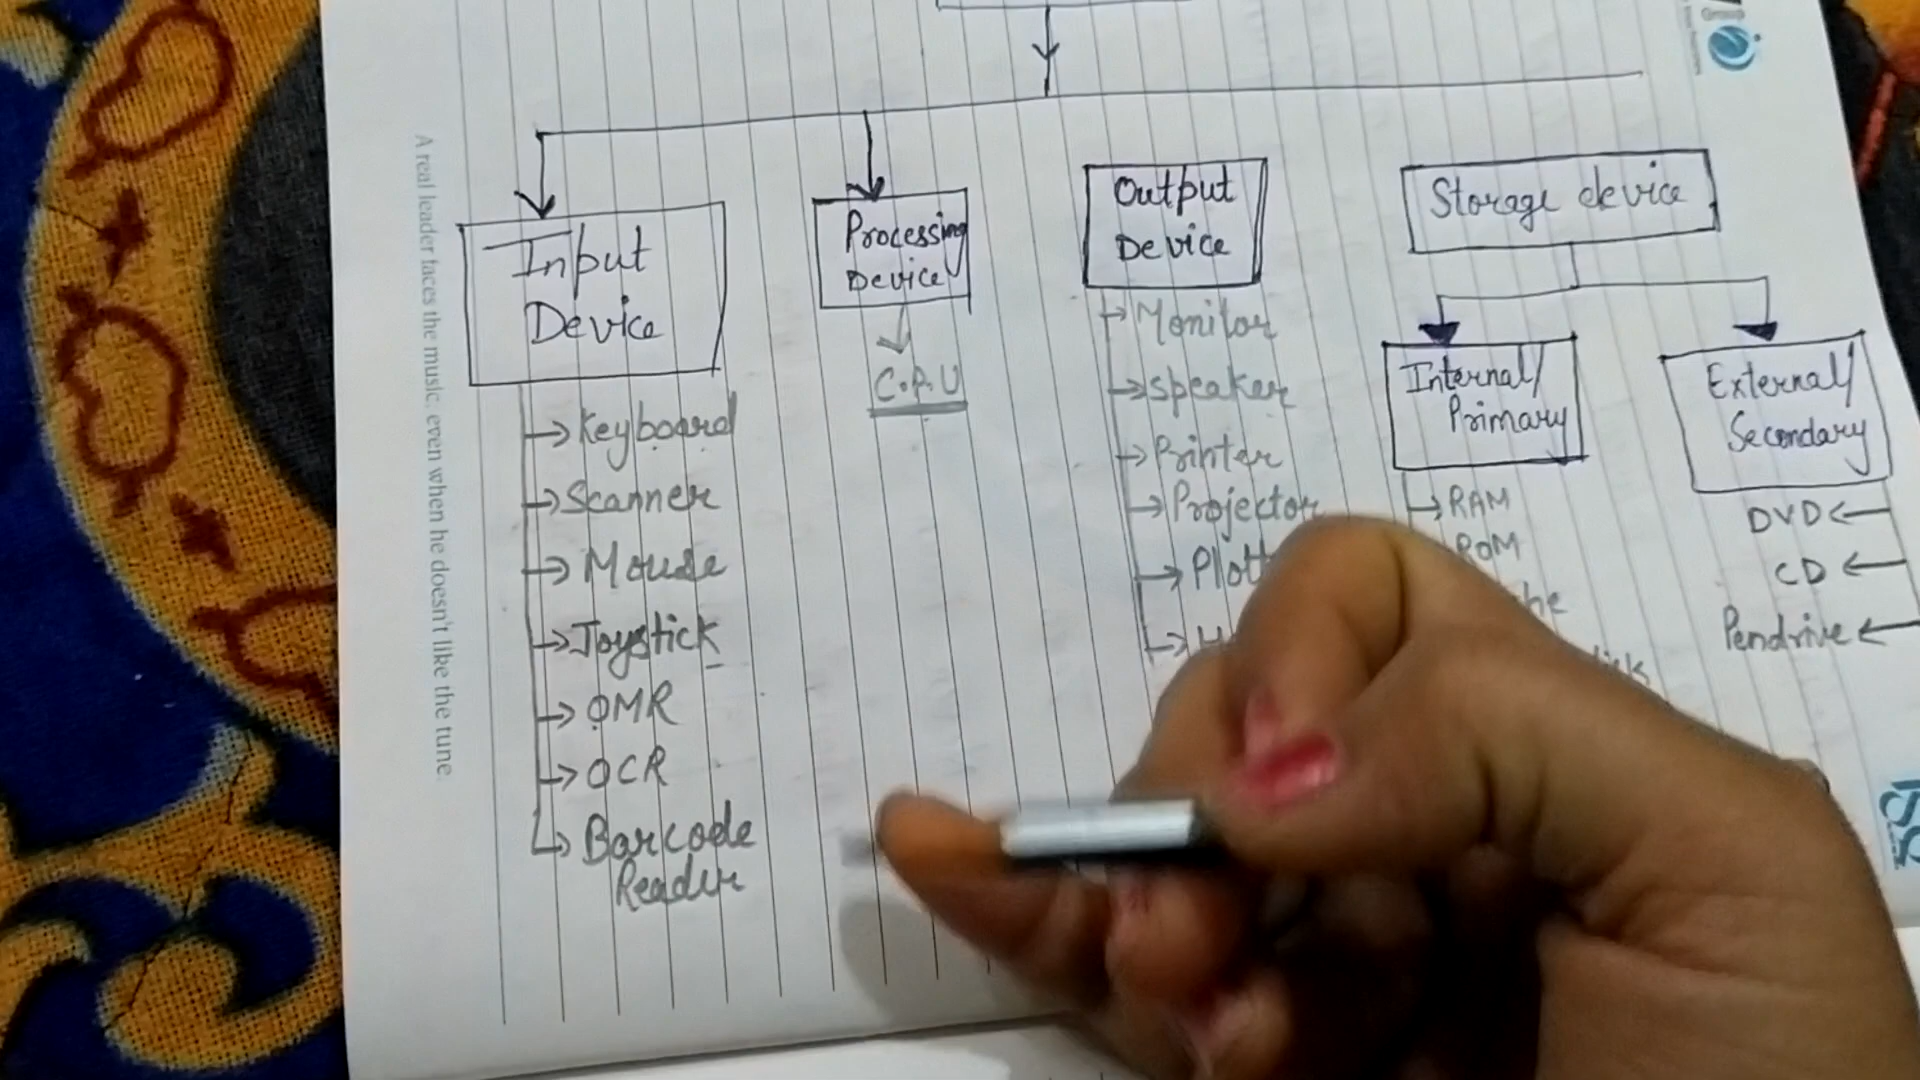 Input
Device
Keyboard
Scanner
Mouse
Joystick
OMR
OCR
Barcode
Reader
Processing
Device
C.P.U
Output
Device
Monitor
Speaker
Printer
Projector
Storage device
Internal/
Primary
RAM
ROM
External/
Secondary
DVD
CD
Pendrive
A real leader faces the music, even when he doesn't like the tune.